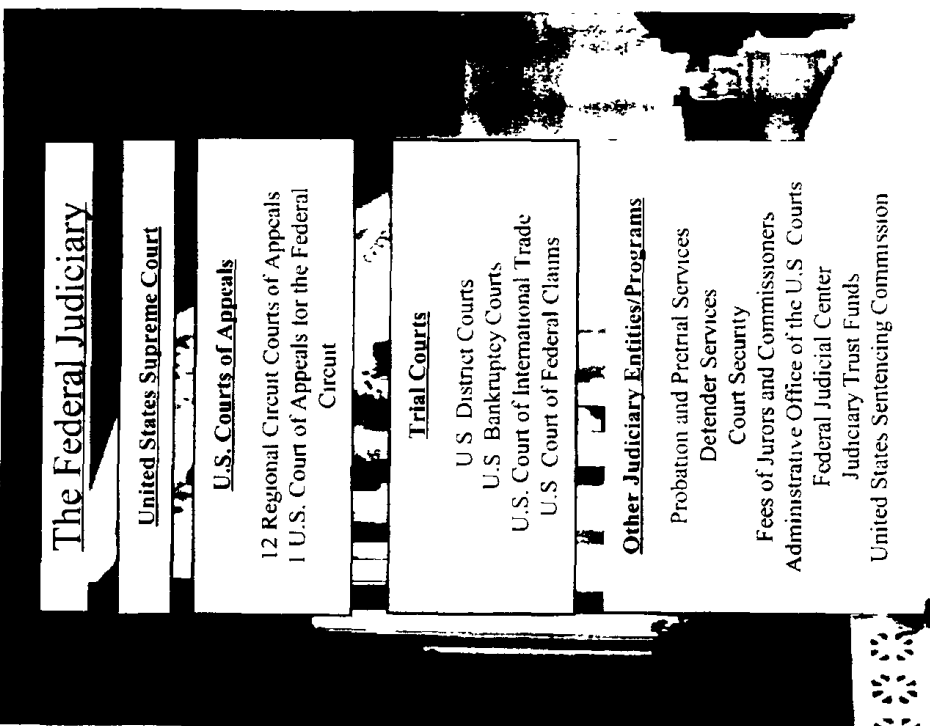 The Federal Judiciary
United States Supreme Court
U.S. Courts of Appeals
12 Regional Circuit Courts of Appeals
1 U.S. Court of Appeals for the Federal
Circuit
Trial Courts
U S District Courts
U.S Bankruptcy Courts
U.S. Court of International Trade
U.S Court of Federal Claims
Other Judiciary Entities/Programs
Probation and Pretrial Services
Defender Services
Court Security
Fees of Jurors and Commissioners
Administrative Office of the U.S Courts
Federal Judicial Center
Judiciary Trust Funds
United States Sentencing Commission